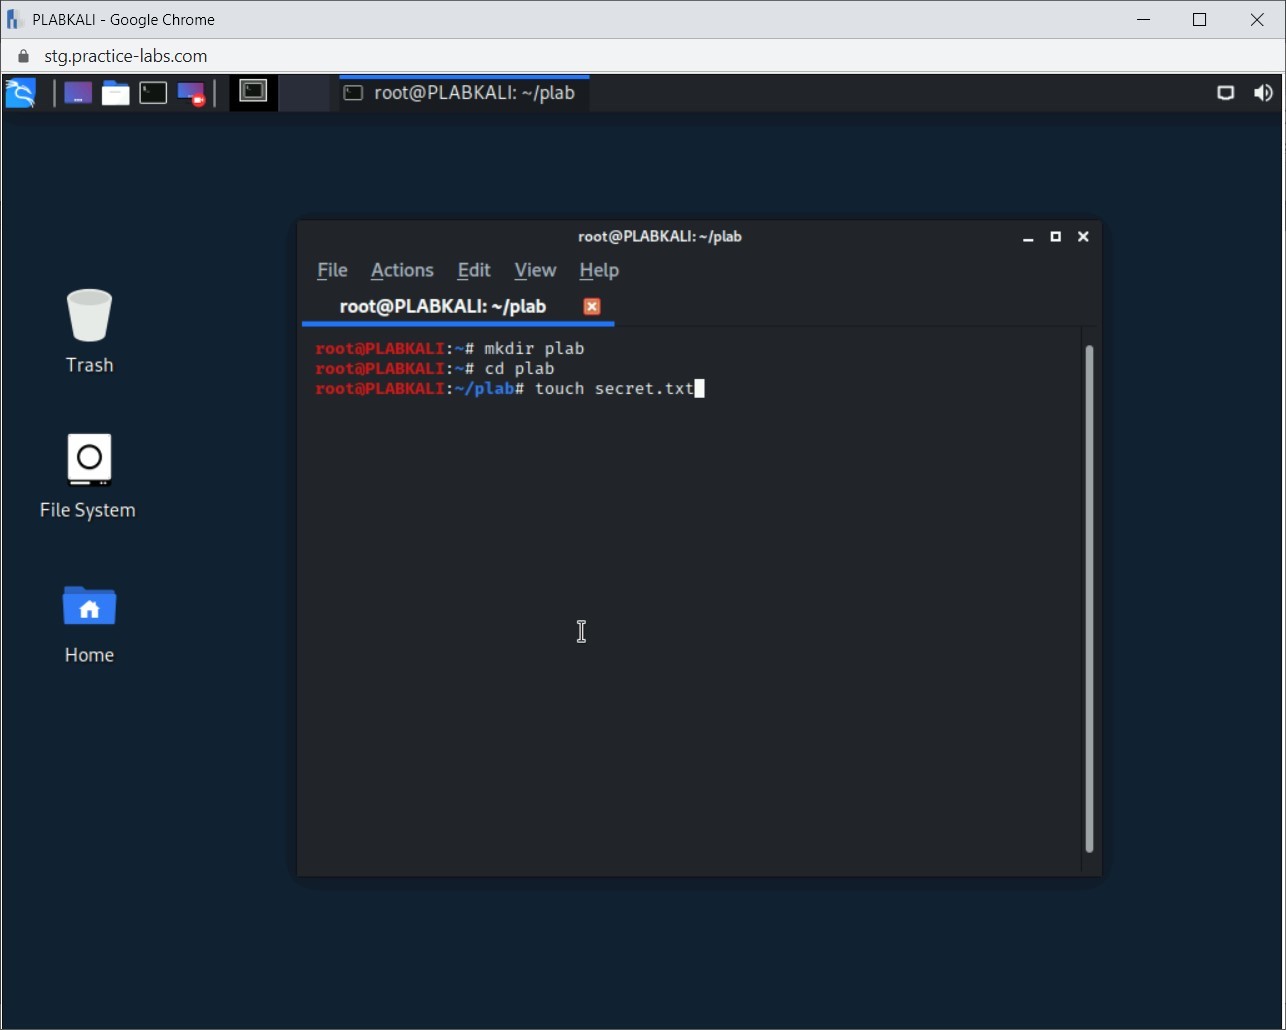 PLABKALI - Google Chrome
stg.practice-labs.com
root@PLABKALI: ~/plab
root@PLABKALI: ~/plab
File Actions Edit View Help
root@PLABKALI: ~/plab
root@PLABKALI:~# mkdir plab
root@PLABKALI:~# cd plab
root@PLABKALI:~/plab# touch secret.txt
Trash
File System
Home